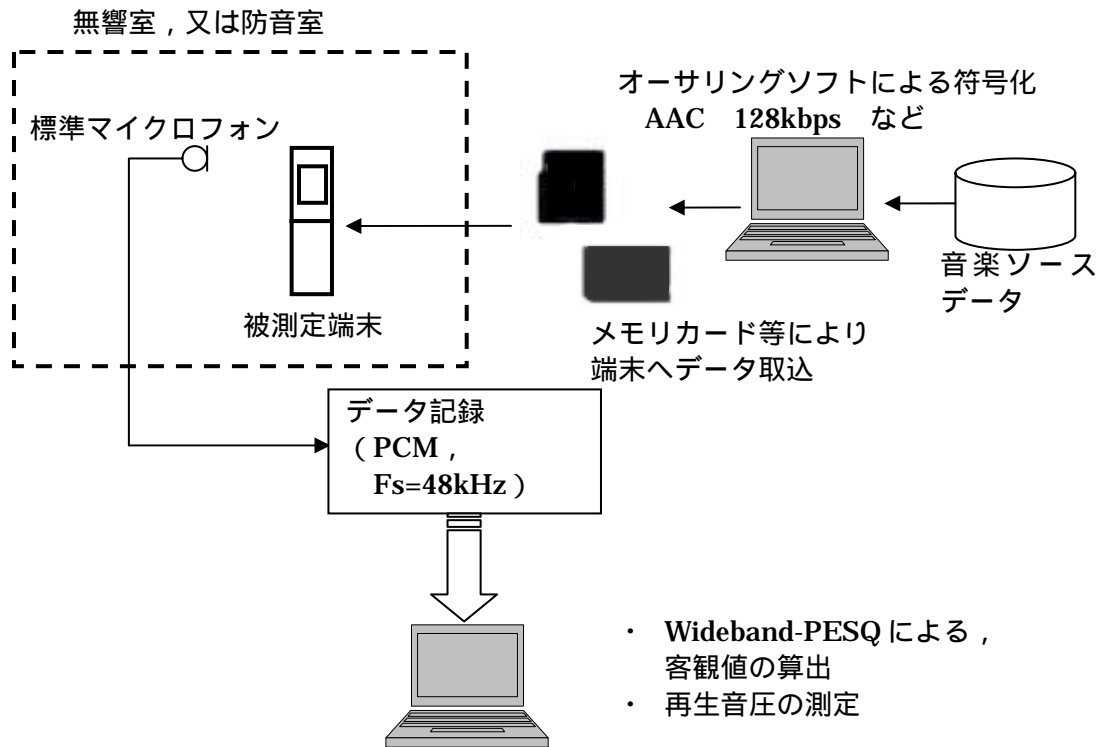 無響室，又は防音室
オーサリングソフトによる符号化
AAC　128kbps　など
標準マイクロフォン
音楽ソース
データ
被測定端末
メモリカード等により
端末へデータ取込
データ記録
（PCM，
Fs=48kHz）
・ Wideband-PESQによる，
客観値の算出
・ 再生音圧の測定